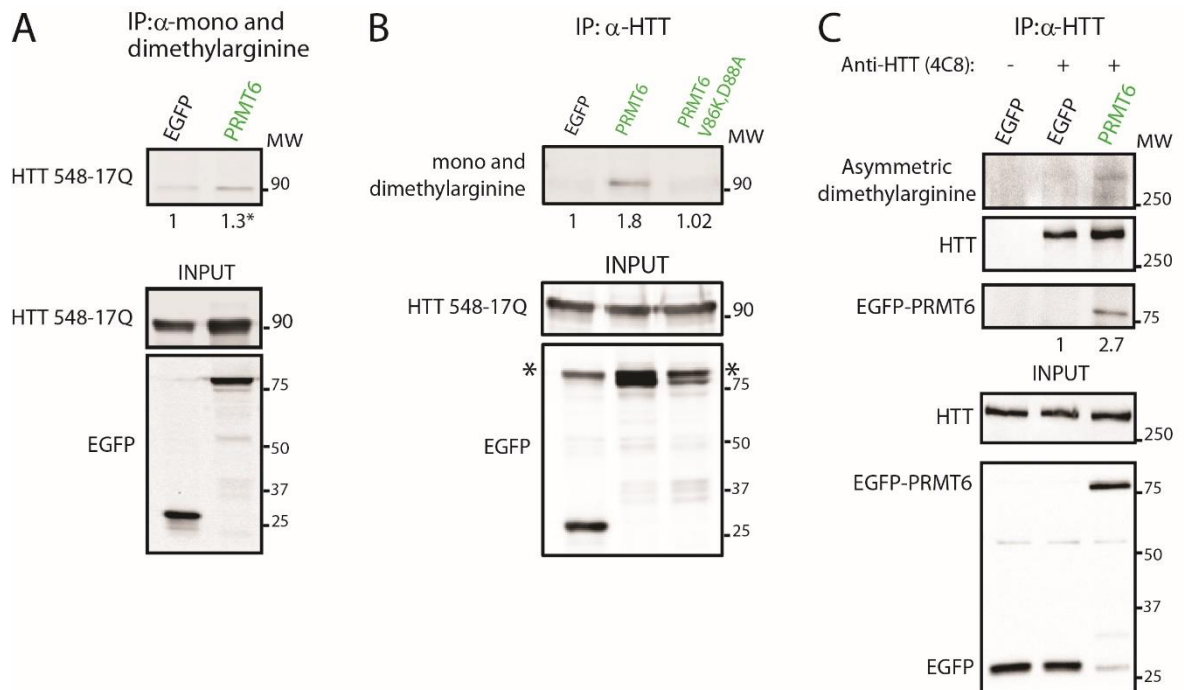 A
IP:α-mono and
dimethylarginine
EGFP
PRMT6
MW
HTT 548-17Q
90
1 1.3*
INPUT
HTT 548-17Q
90
EGFP
75
50
37
25
B
IP: α-HTT
EGFP
PRMT6
PRMT6
V86K,D88A
MW
mono and
dimethylarginine
90
1 1.8 1.02
INPUT
HTT 548-17Q
90
* *
75
EGFP
50
37
25
C
IP:α-HTT
Anti-HTT (4C8): - + +
EGFP
EGFP
PRMT6
MW
Asymmetric
dimethylarginine
250
HTT
250
EGFP-PRMT6
75
1 2.7
INPUT
HTT
250
EGFP-PRMT6
75
50
37
EGFP
25